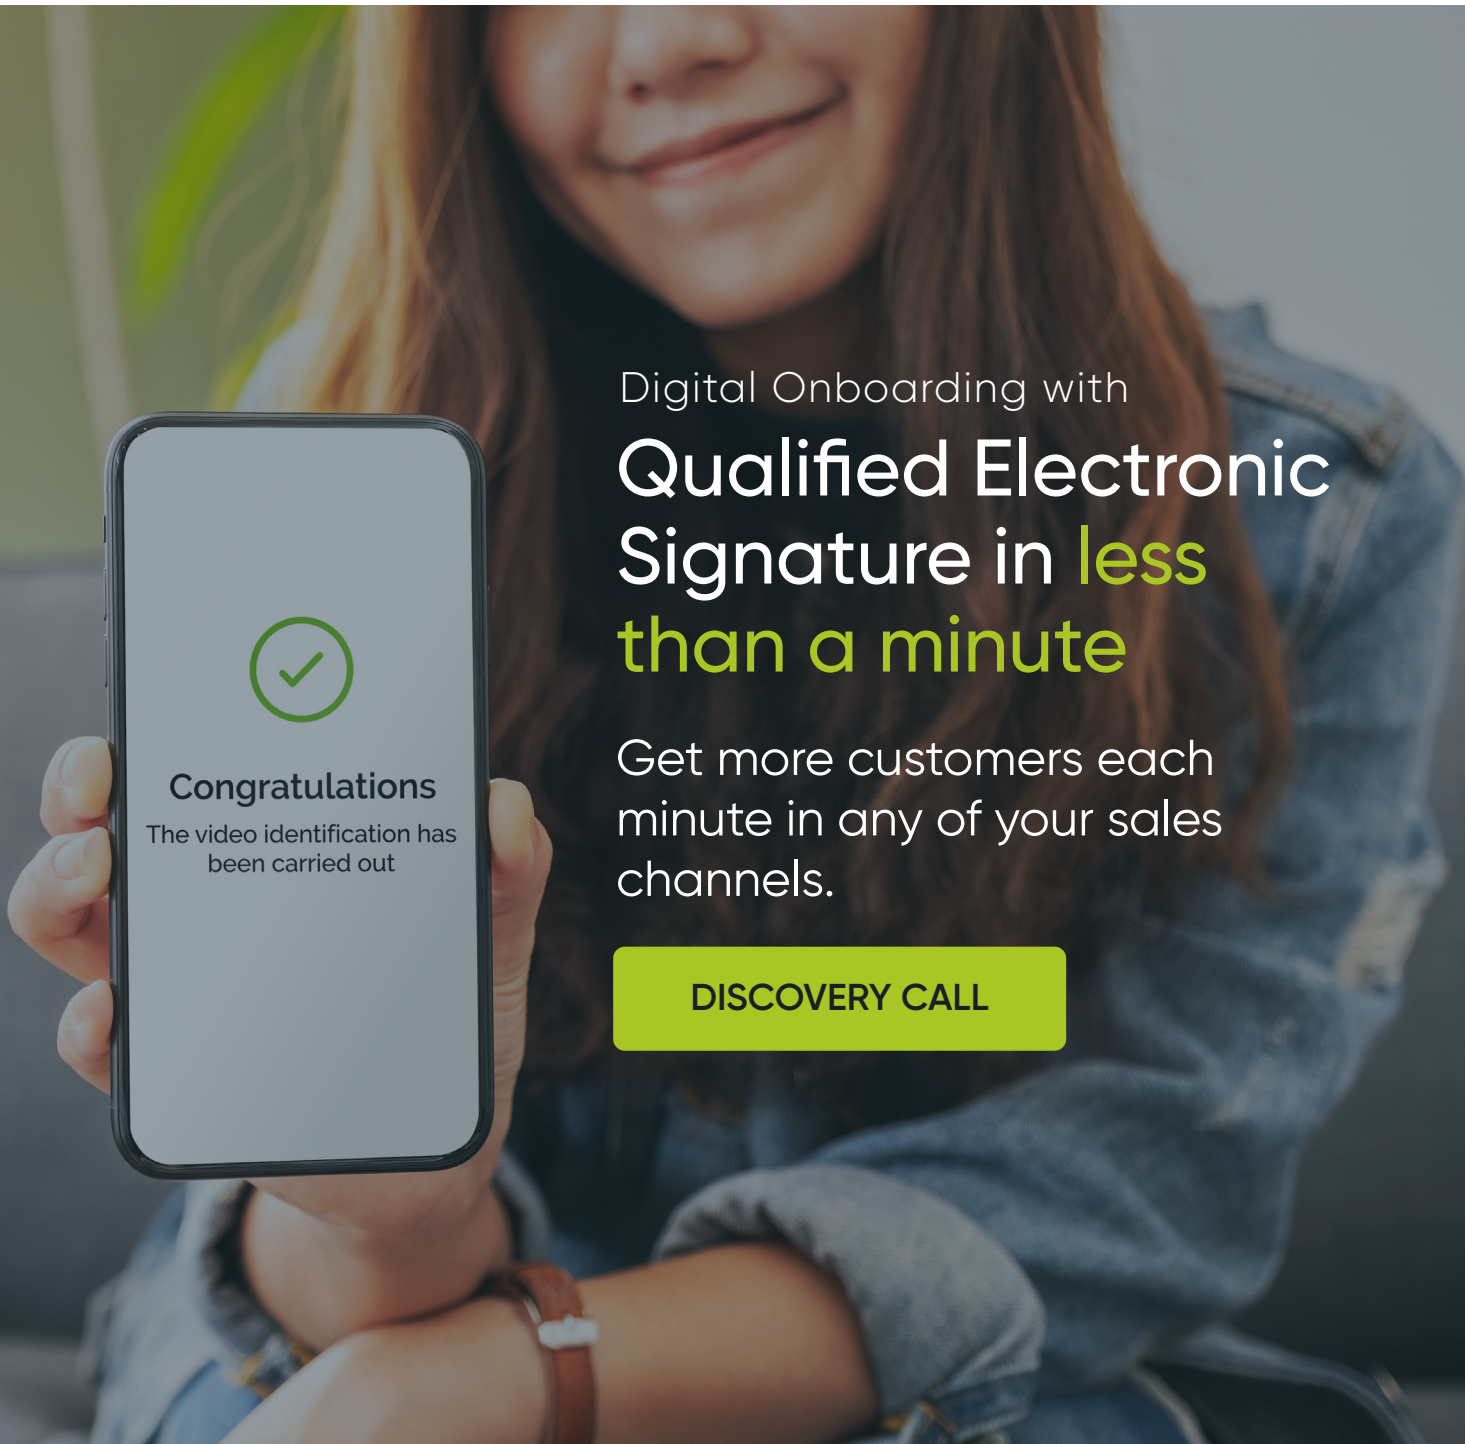 Digital Onboarding with
Qualified Electronic
Signature in less
than a minute
Get more customers each
minute in any of your sales
channels.
DISCOVERY CALL
Congratulations
The video identification has
been carried out